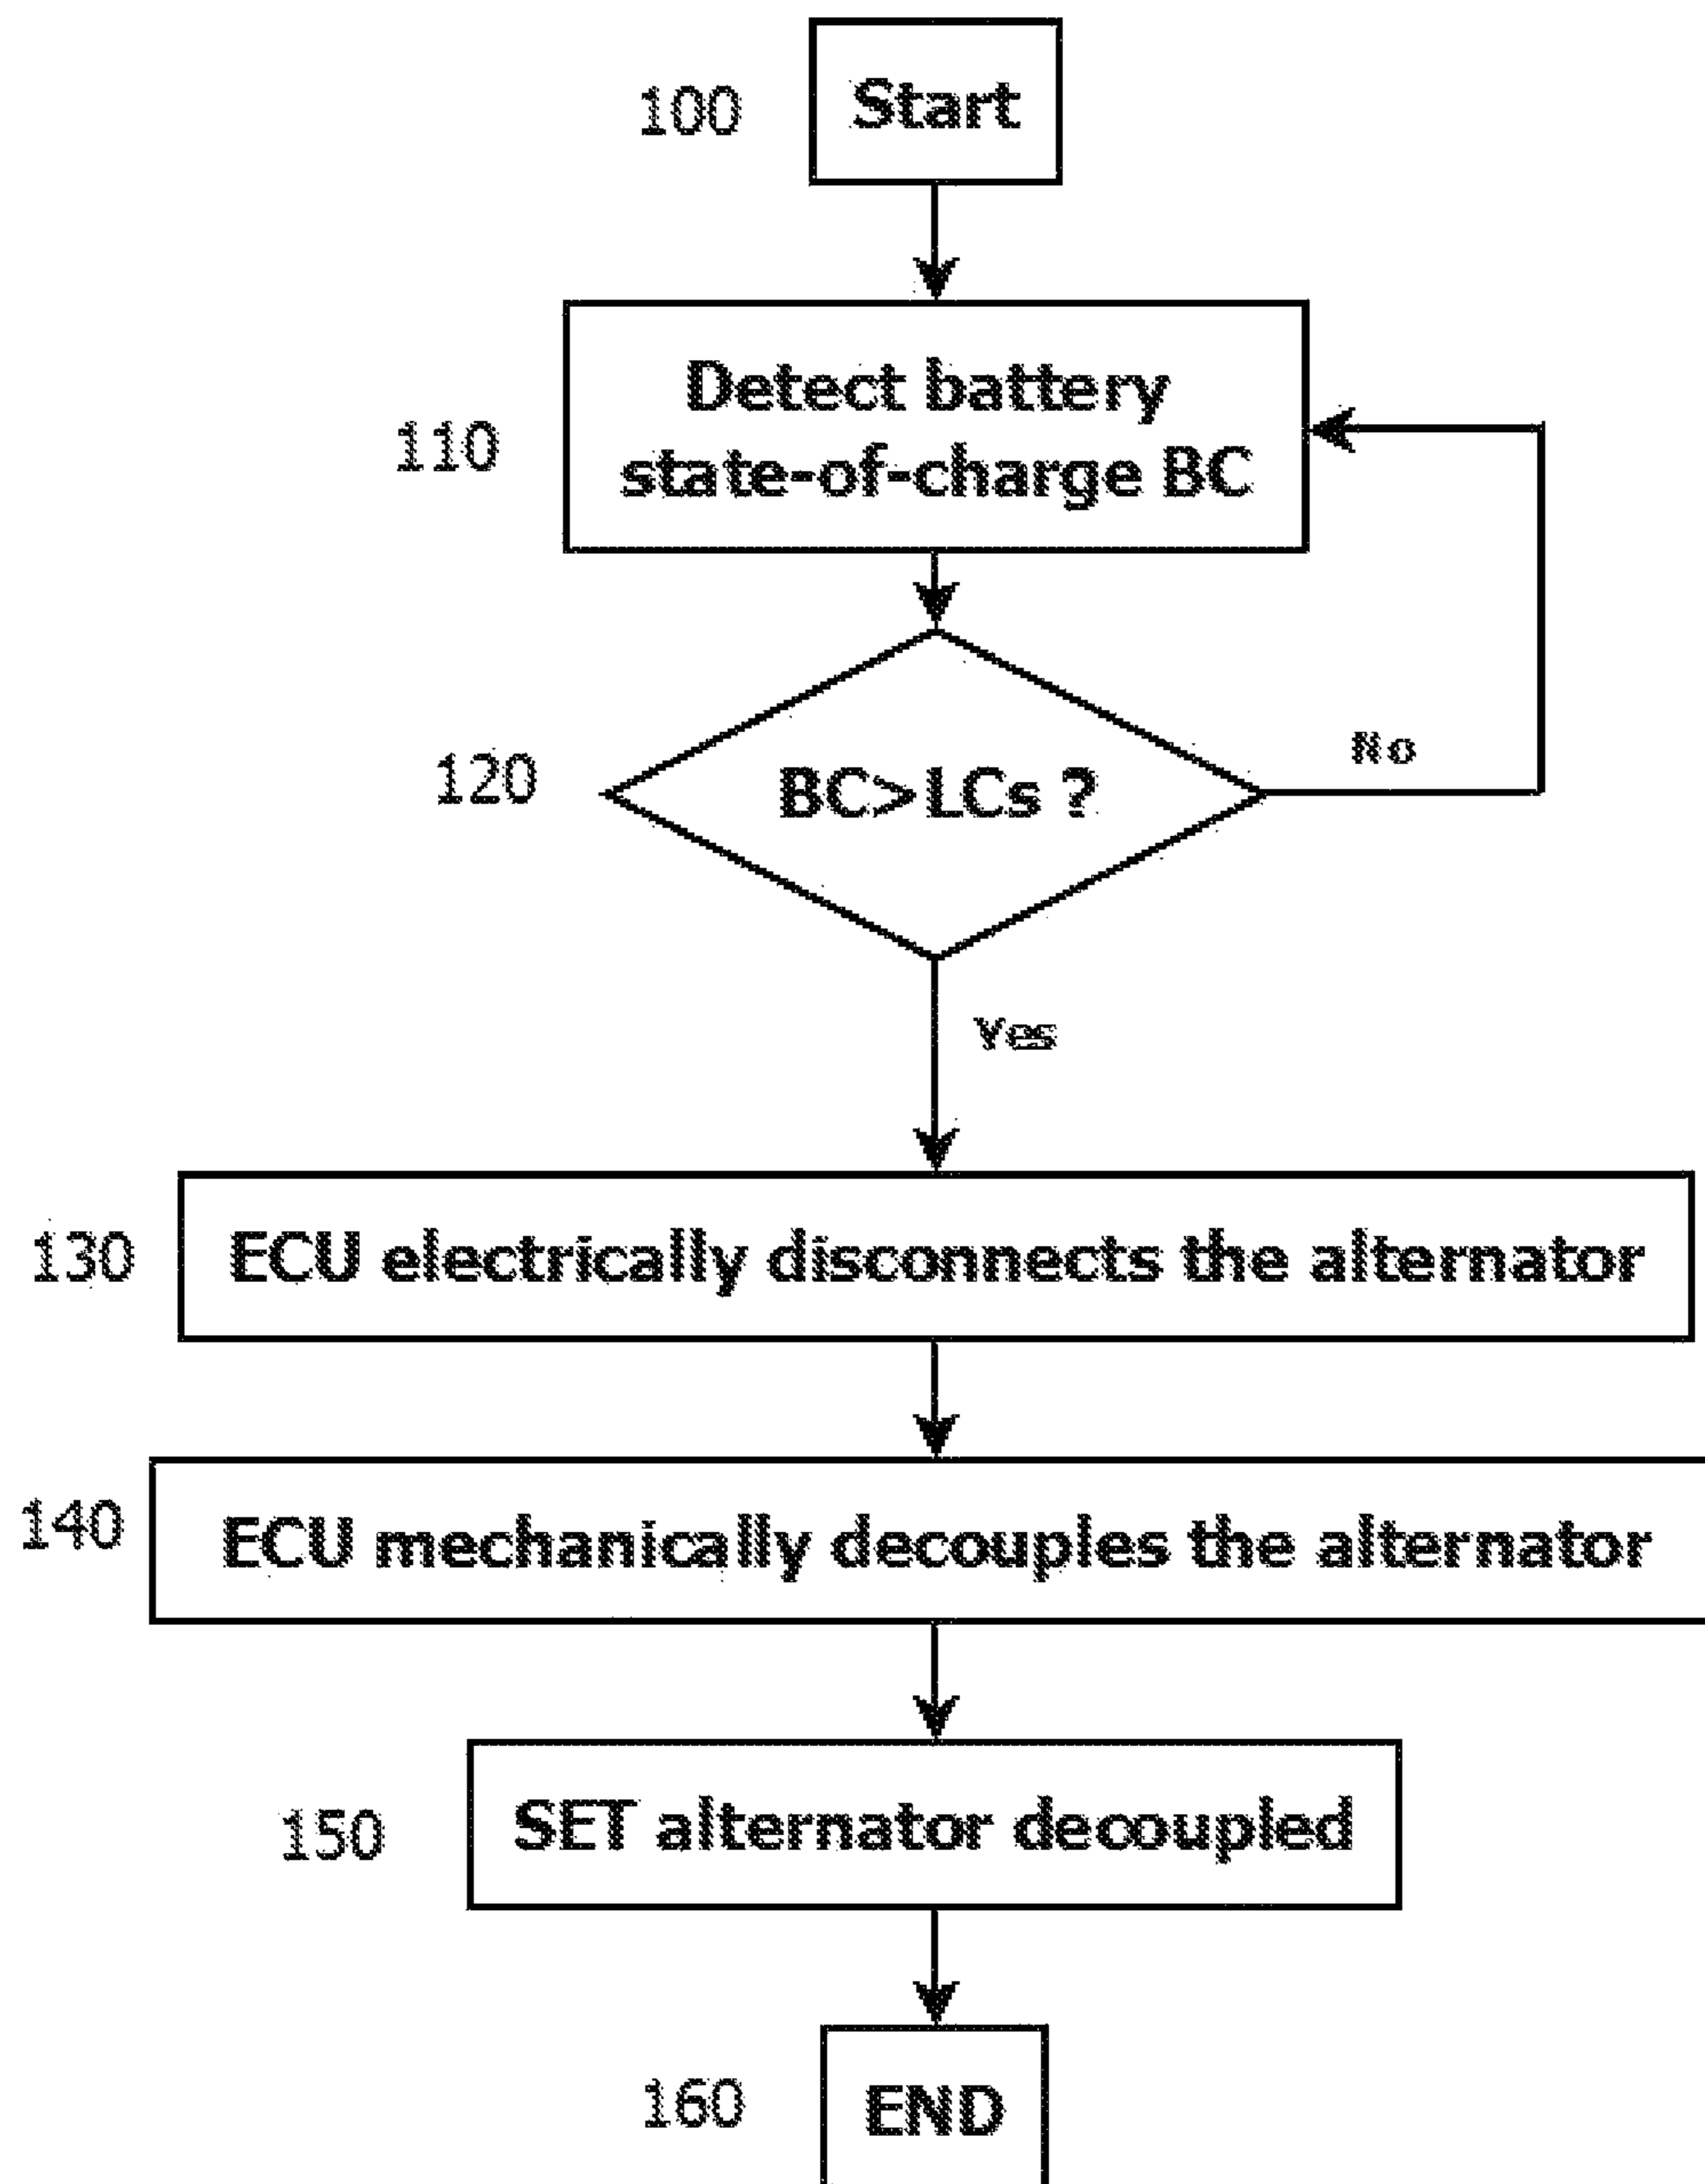 100
Start
110
Detect battery
state-of-charge BC
120
BC>LCs ?
No
Yes
130
ECU electrically disconnects the alternator
140
ECU mechanically decouples the alternator
150
SET alternator decoupled
160
END